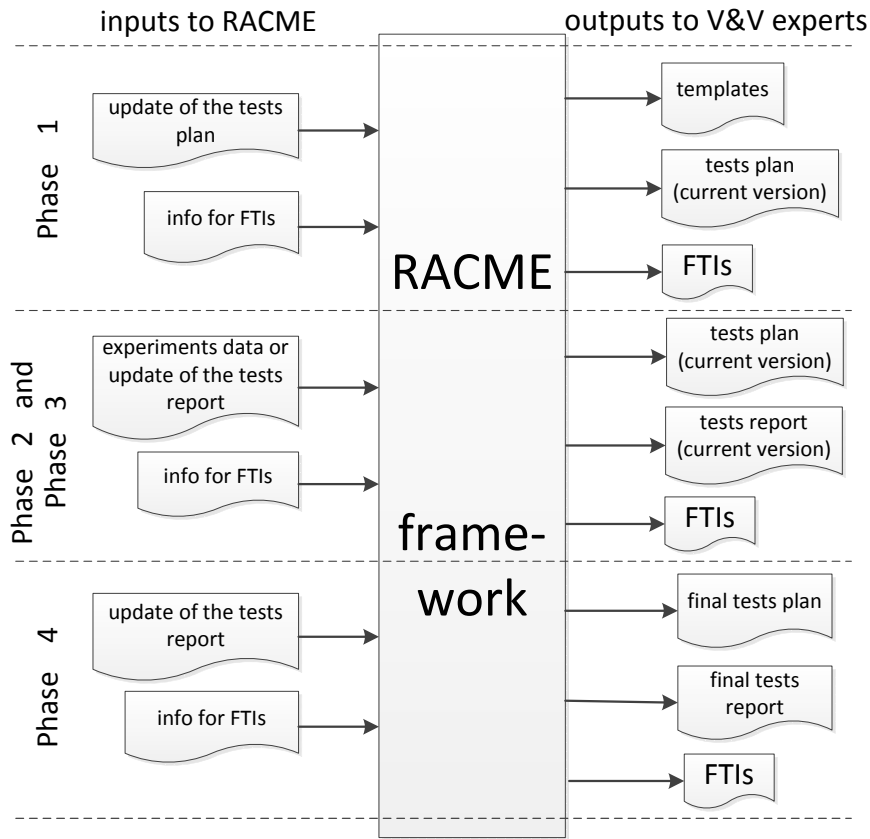 inputs to RACME
outputs to V&V experts
Phase 1
update of the tests
plan
info for FTIs
templates
tests plan
(current version)
FTIs
RACME
frame-
work
Phase 2 and
Phase 3
experiments data or
update of the tests
report
info for FTIs
tests plan
(current version)
tests report
(current version)
FTIs
Phase 4
update of the tests
report
info for FTIs
final tests plan
final tests
report
FTIs